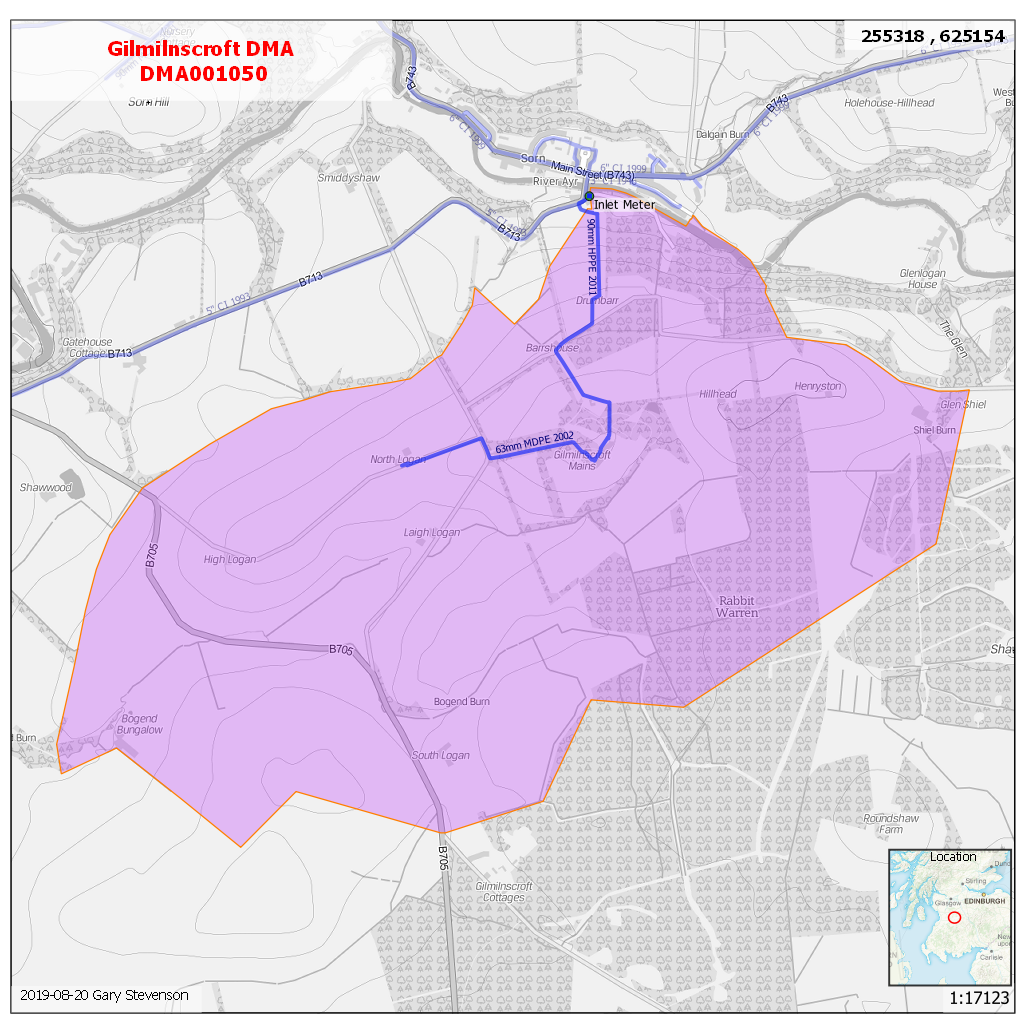 Gilmilnscroft DMA
DMA001050
255318 , 625154
Nursery
Cottage
Sorn Hill
B743
6" CI 1999
B743
6" CI 1999
Holehouse-Hillhead
West
Dalgain Burn
Sorn
Main Street (B743)
6" CI 1999
River Ayr
Smiddyshaw
Inlet Meter
5" CI 1993
B713
90mm HPPE 2011
B713
5" CI 1993
Glenlogan
House
Drumbarr
The Glen
Gatehouse
Cottage
B713
Barrshouse
Henryston
Hillhead
Glen Shiel
Shiel Burn
63mm MDPE 2002
North Logan
Gilmilnscroft
Mains
Shawwood
Laigh Logan
High Logan
B705
Rabbit
Warren
B705
Shaw
Bogend Burn
Bogend
Bungalow
d Burn
South Logan
Roundshaw
Farm
B705
Gilmilnscroft
Cottages
Location
Dun
Stirling
Glasgow
EDINBURGH
New
upon
Carlisle
2019-08-20 Gary Stevenson
1:17123